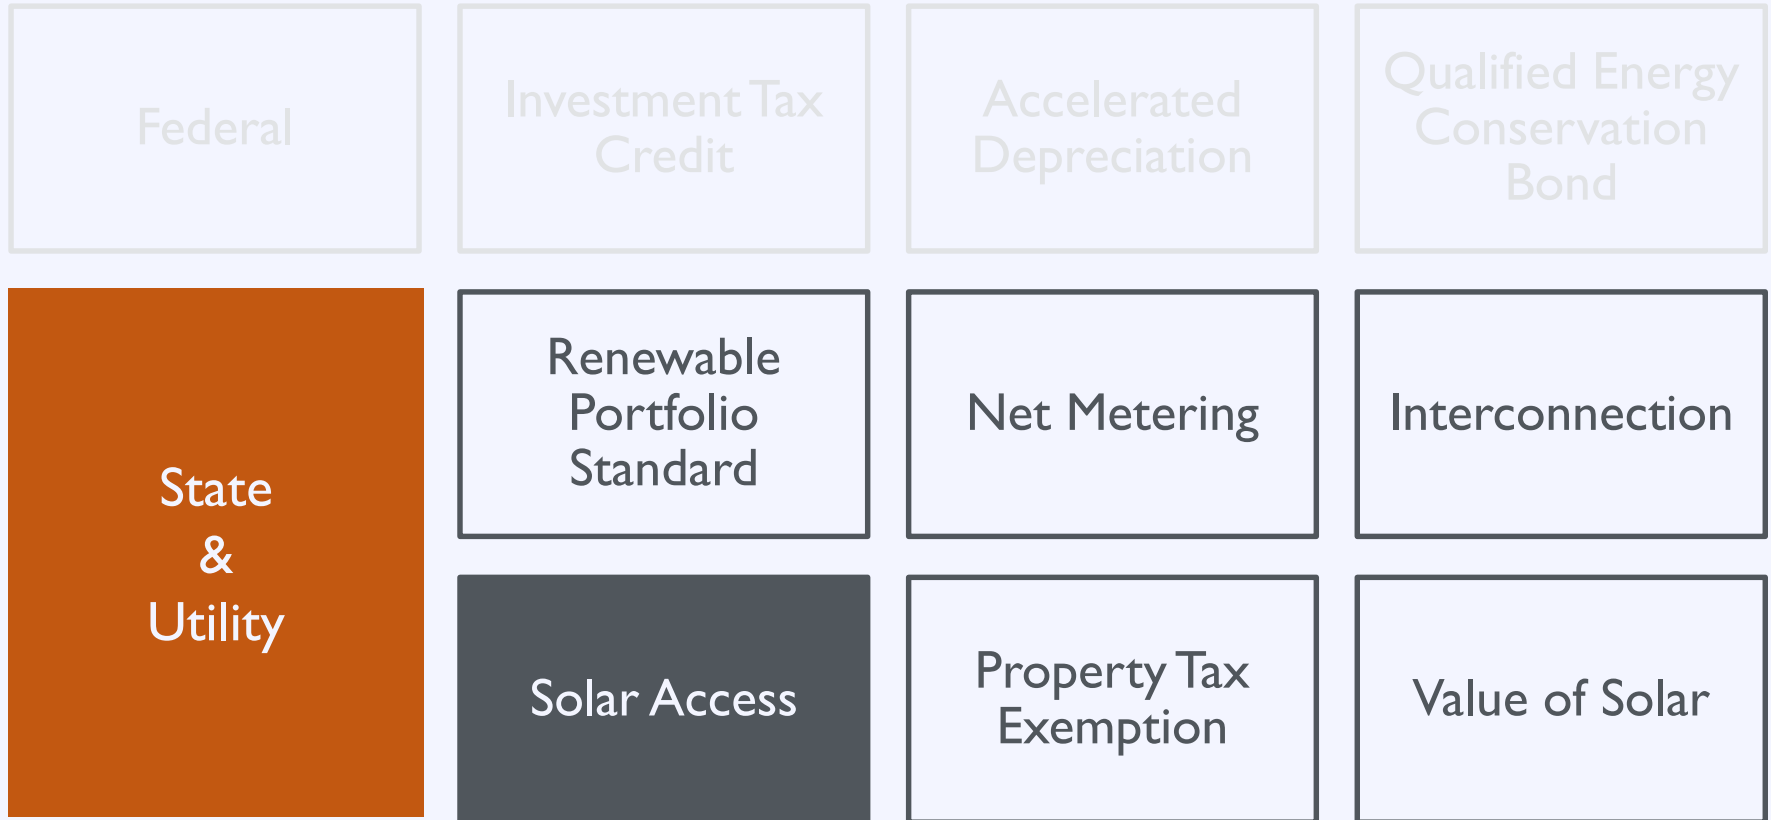 Federal
Investment Tax
Credit
Accelerated
Depreciation
Qualified Energy
Conservation
Bond
State
&
Utility
Renewable
Portfolio
Standard
Net Metering
Interconnection
Solar Access
Property Tax
Exemption
Value of Solar